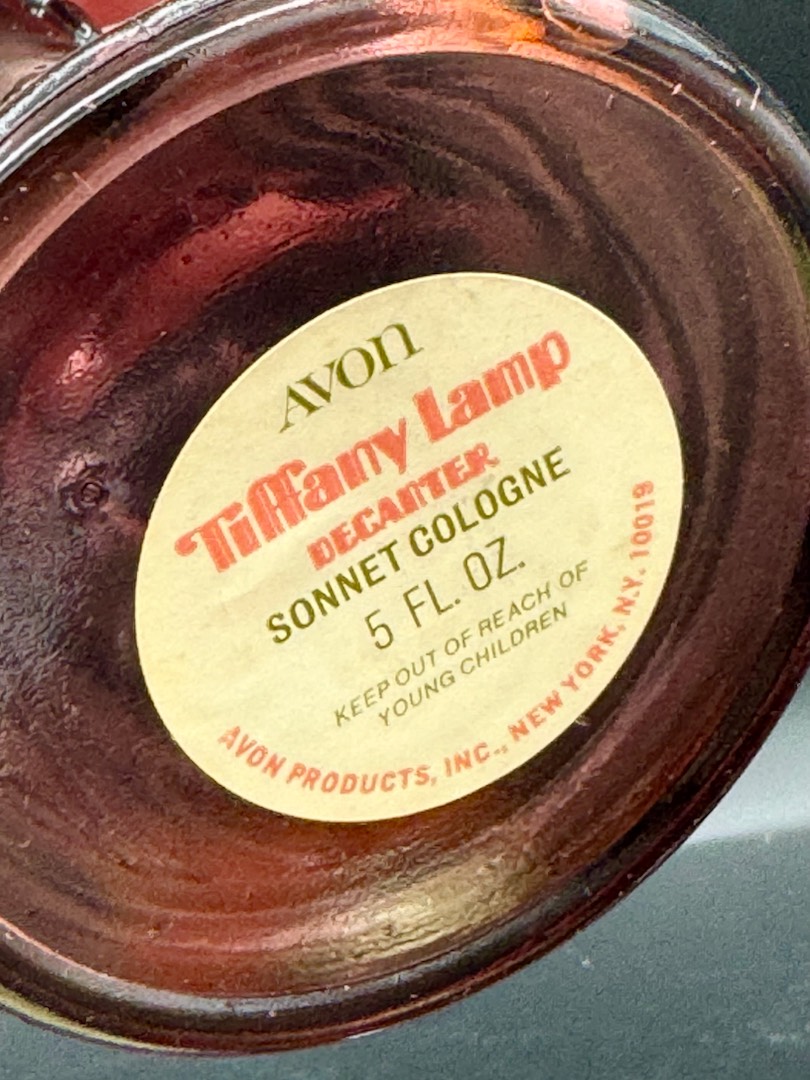 AVON
Tiffany Lamp
DECANTER
SONNET COLOGNE
5 FL. OZ.
KEEP OUT OF REACH OF
YOUNG CHILDREN
AVON PRODUCTS, INC., NEW YORK, N.Y. 10019